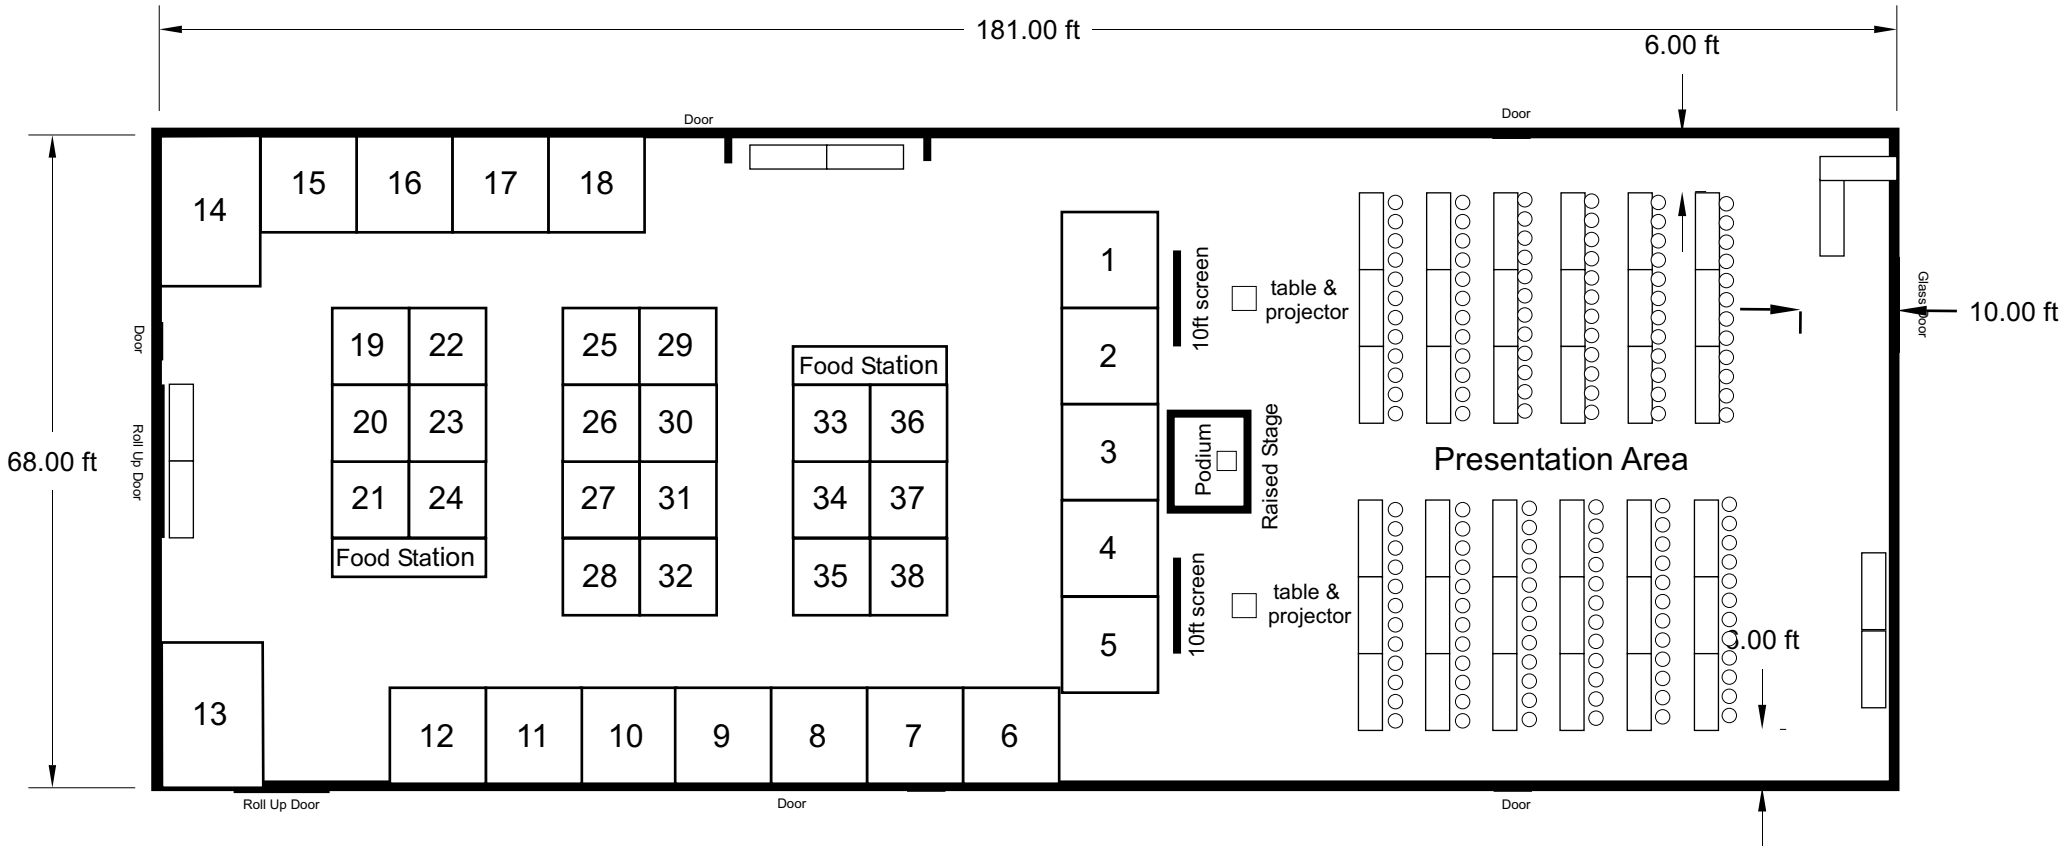 181.00 ft
6.00 ft
Door
Door
14
15
16
17
18
1
10ft screen
table &
projector
Glass Door
10.00 ft
Door
19
22
25
29
2
Food Station
20
23
26
30
33
36
68.00 ft
Roll Up Door
3
Podium
Raised Stage
Presentation Area
21
24
27
31
34
37
Food Station
4
28
32
35
38
10ft screen
table &
projector
5
.00 ft
13
12
11
10
9
8
7
6
Roll Up Door
Door
Door